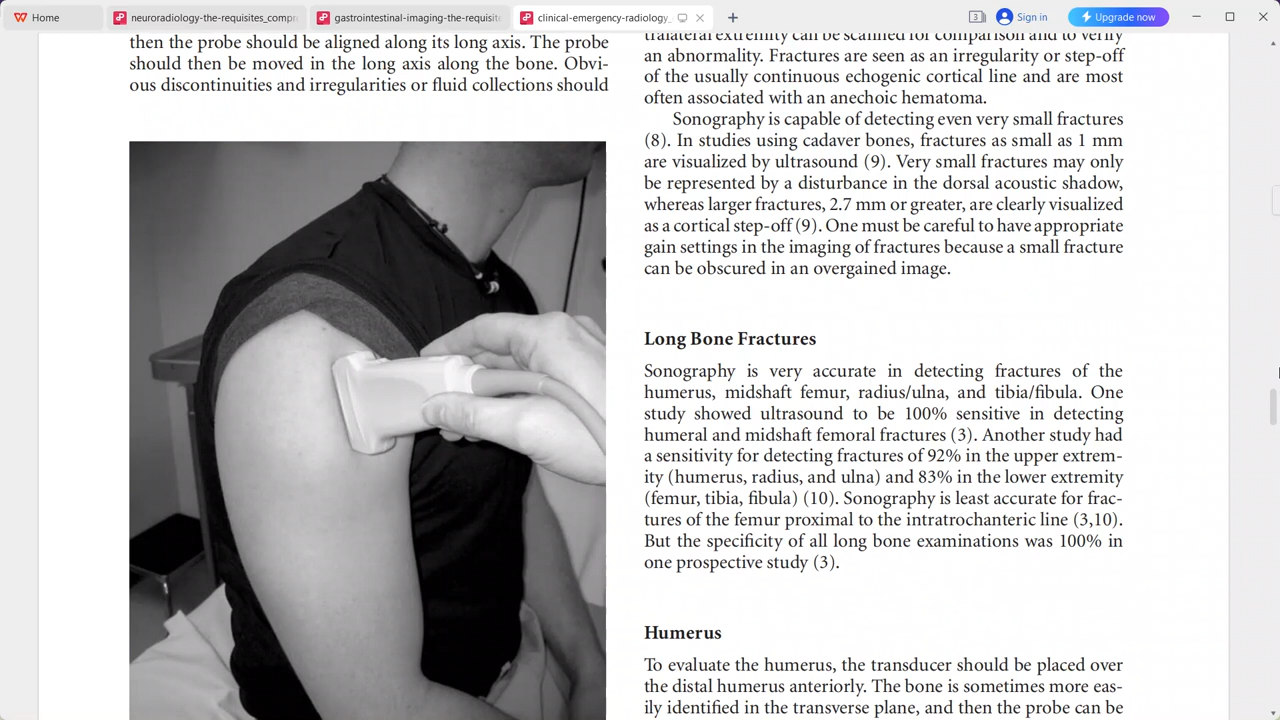 Home
neuroradiology-the-requisites_compre
gastrointestinal-imaging-the-requisite
clinical-emergency-radiology_
3
Sign in
Upgrade now
then the probe should be aligned along its long axis. The probe
should then be moved in the long axis along the bone. Obvi-
ous discontinuities and irregularities or fluid collections should
tralateral extremity can be scanned for comparison and to verify
an abnormality. Fractures are seen as an irregularity or step-off
of the usually continuous echogenic cortical line and are most
often associated with an anechoic hematoma.
Sonography is capable of detecting even very small fractures
(8). In studies using cadaver bones, fractures as small as 1 mm
are visualized by ultrasound (9). Very small fractures may only
be represented by a disturbance in the dorsal acoustic shadow,
whereas larger fractures, 2.7 mm or greater, are clearly visualized
as a cortical step-off (9). One must be careful to have appropriate
gain settings in the imaging of fractures because a small fracture
can be obscured in an overgained image.
Long Bone Fractures
Sonography is very accurate in detecting fractures of the
humerus, midshaft femur, radius/ulna, and tibia/fibula. One
study showed ultrasound to be 100% sensitive in detecting
humeral and midshaft femoral fractures (3). Another study had
a sensitivity for detecting fractures of 92% in the upper extrem-
ity (humerus, radius, and ulna) and 83% in the lower extremity
(femur, tibia, fibula) (10). Sonography is least accurate for frac-
tures of the femur proximal to the intratrochanteric line (3,10).
But the specificity of all long bone examinations was 100% in
one prospective study (3).
Humerus
To evaluate the humerus, the transducer should be placed over
the distal humerus anteriorly. The bone is sometimes more eas-
ily identified in the transverse plane, and then the probe can be